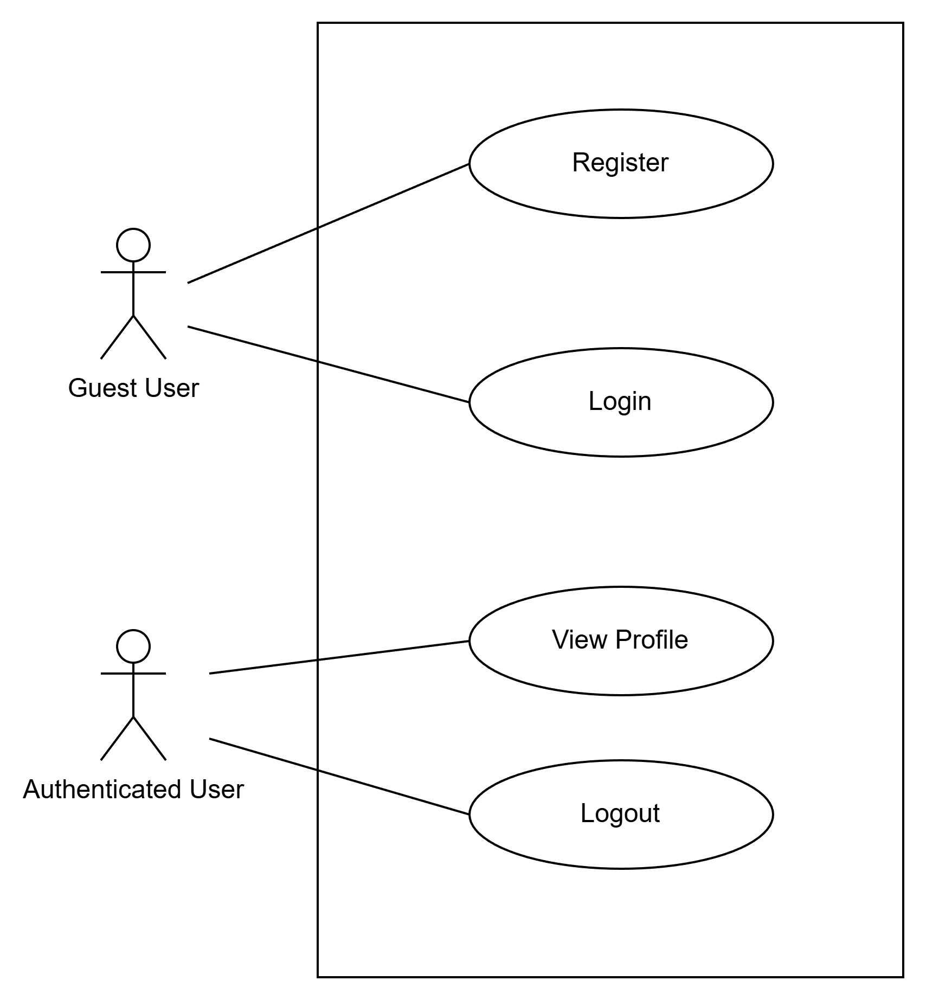 Register
Guest User
Login
View Profile
Authenticated User
Logout